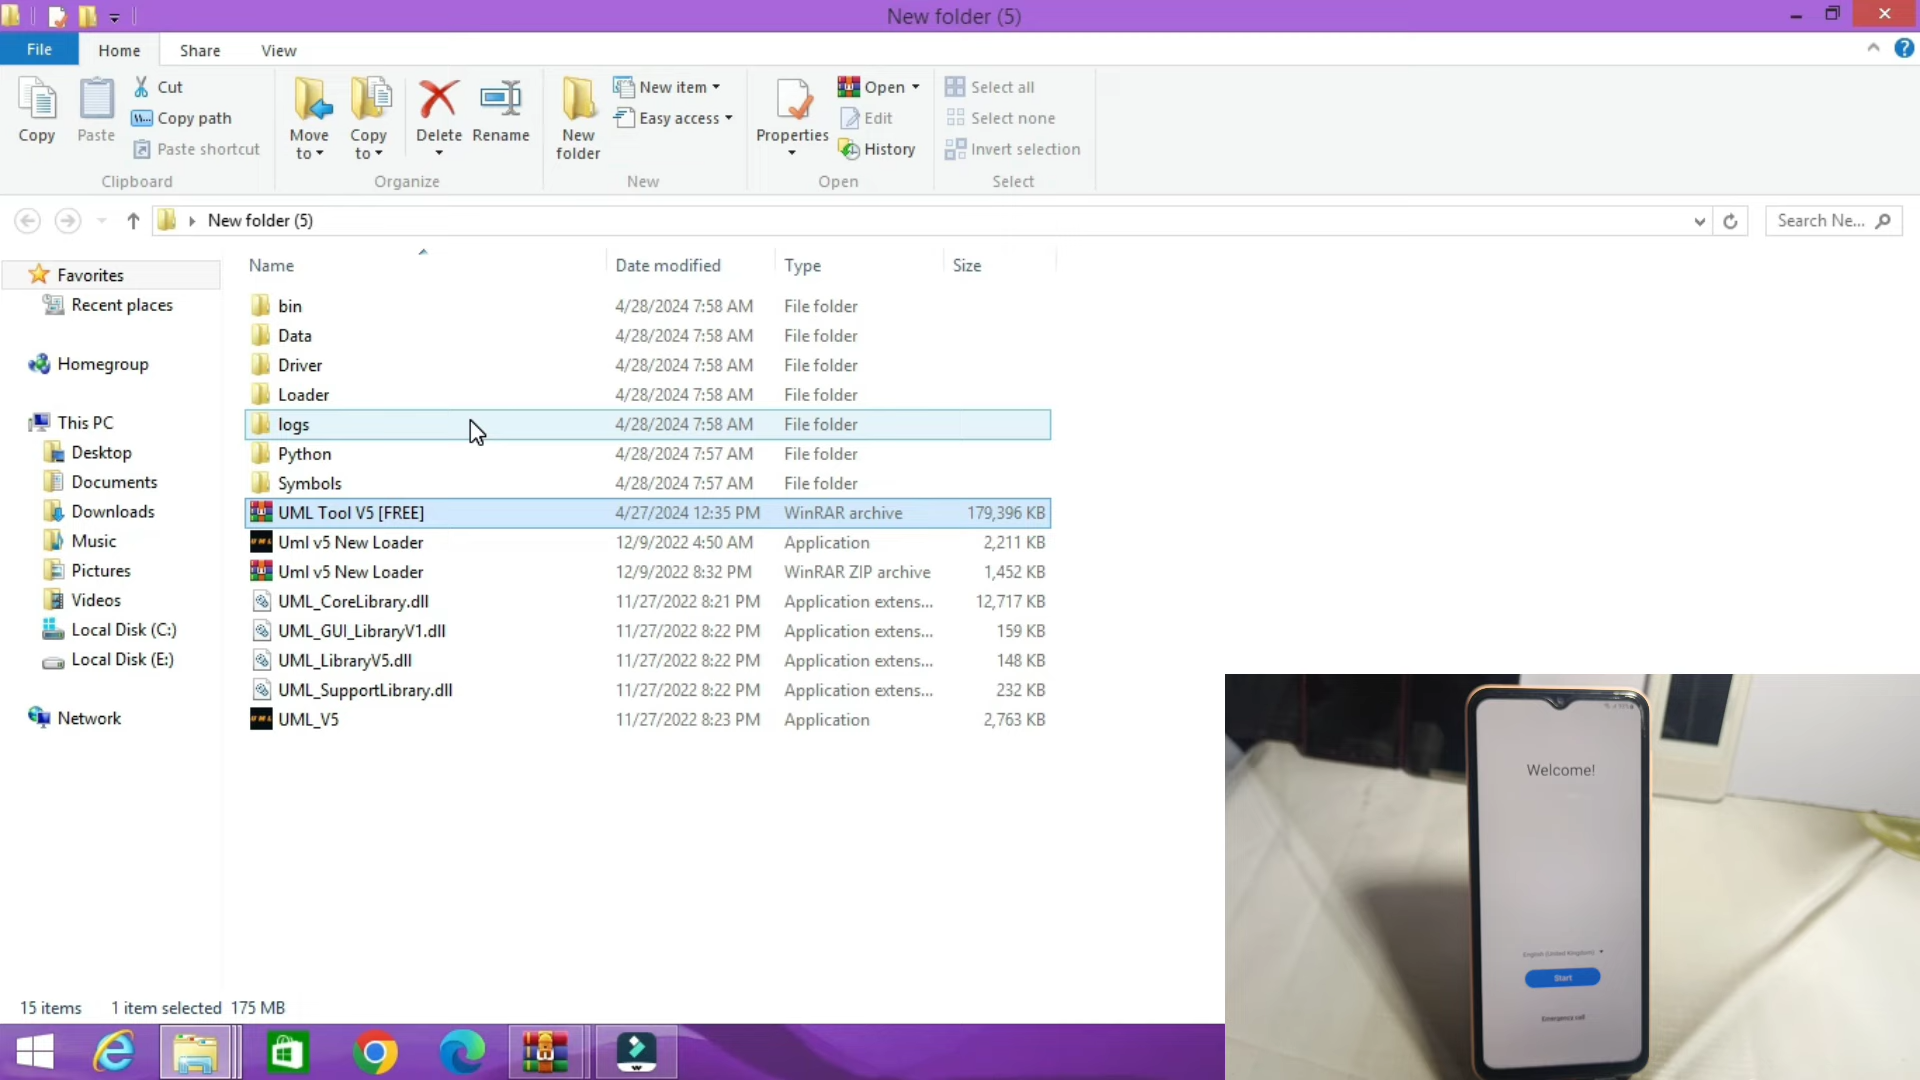 New folder (5)
File Home Share View
Copy
Paste
Cut
Copy path
Paste shortcut
Clipboard
Move to
Copy to
Delete
Rename
Organize
New folder
New item
Easy access
New
Properties
Open
Edit
History
Open
Select all
Select none
Invert selection
Select
New folder (5)
Search Ne...
Favorites
Recent places
Homegroup
This PC
Desktop
Documents
Downloads
Music
Pictures
Videos
Local Disk (C:)
Local Disk (E:)
Network
Name Date modified Type Size
bin 4/28/2024 7:58 AM File folder
Data 4/28/2024 7:58 AM File folder
Driver 4/28/2024 7:58 AM File folder
Loader 4/28/2024 7:58 AM File folder
logs 4/28/2024 7:58 AM File folder
Python 4/28/2024 7:57 AM File folder
Symbols 4/28/2024 7:57 AM File folder
UML Tool V5 [FREE] 4/27/2024 12:35 PM WinRAR archive 179,396 KB
Uml v5 New Loader 12/9/2022 4:50 AM Application 2,211 KB
Uml v5 New Loader 12/9/2022 8:32 PM WinRAR ZIP archive 1,452 KB
UML_CoreLibrary.dll 11/27/2022 8:21 PM Application extens... 12,717 KB
UML_GUI_LibraryV1.dll 11/27/2022 8:22 PM Application extens... 159 KB
UML_LibraryV5.dll 11/27/2022 8:22 PM Application extens... 148 KB
UML_SupportLibrary.dll 11/27/2022 8:22 PM Application extens... 232 KB
UML_V5 11/27/2022 8:23 PM Application 2,763 KB
15 items 1 item selected 175 MB
Welcome!
English (United Kingdom)
Start
Emergency call